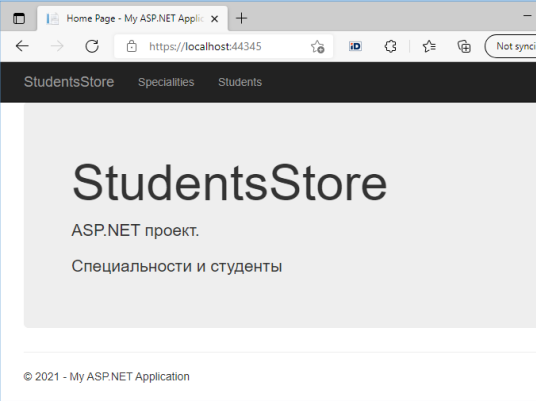 Home Page - My ASP.NET Applic
https://localhost:44345
iD
Not synci
StudentsStore Specialities Students
StudentsStore
ASP.NET проект.
Специальности и студенты
© 2021 - My ASP.NET Application